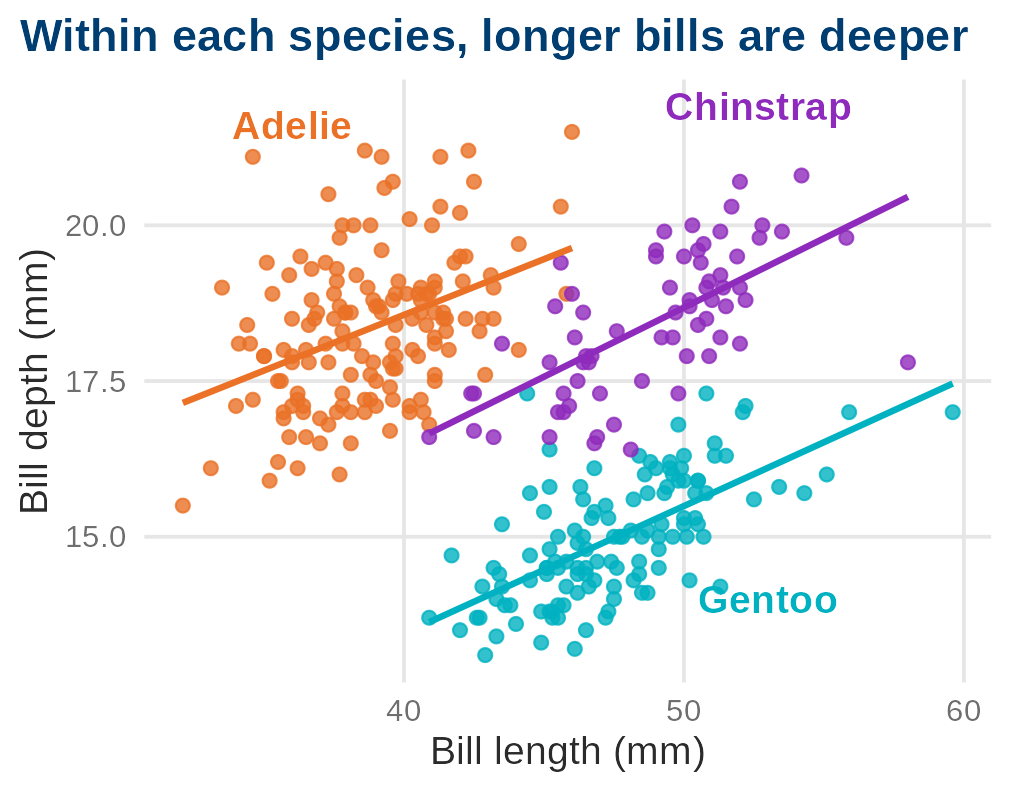 Within each species, longer bills are deeper
Chinstrap
Adelie
20.0
17.5
15.0
Bill depth (mm)
Gentoo
40
50
60
Bill length (mm)